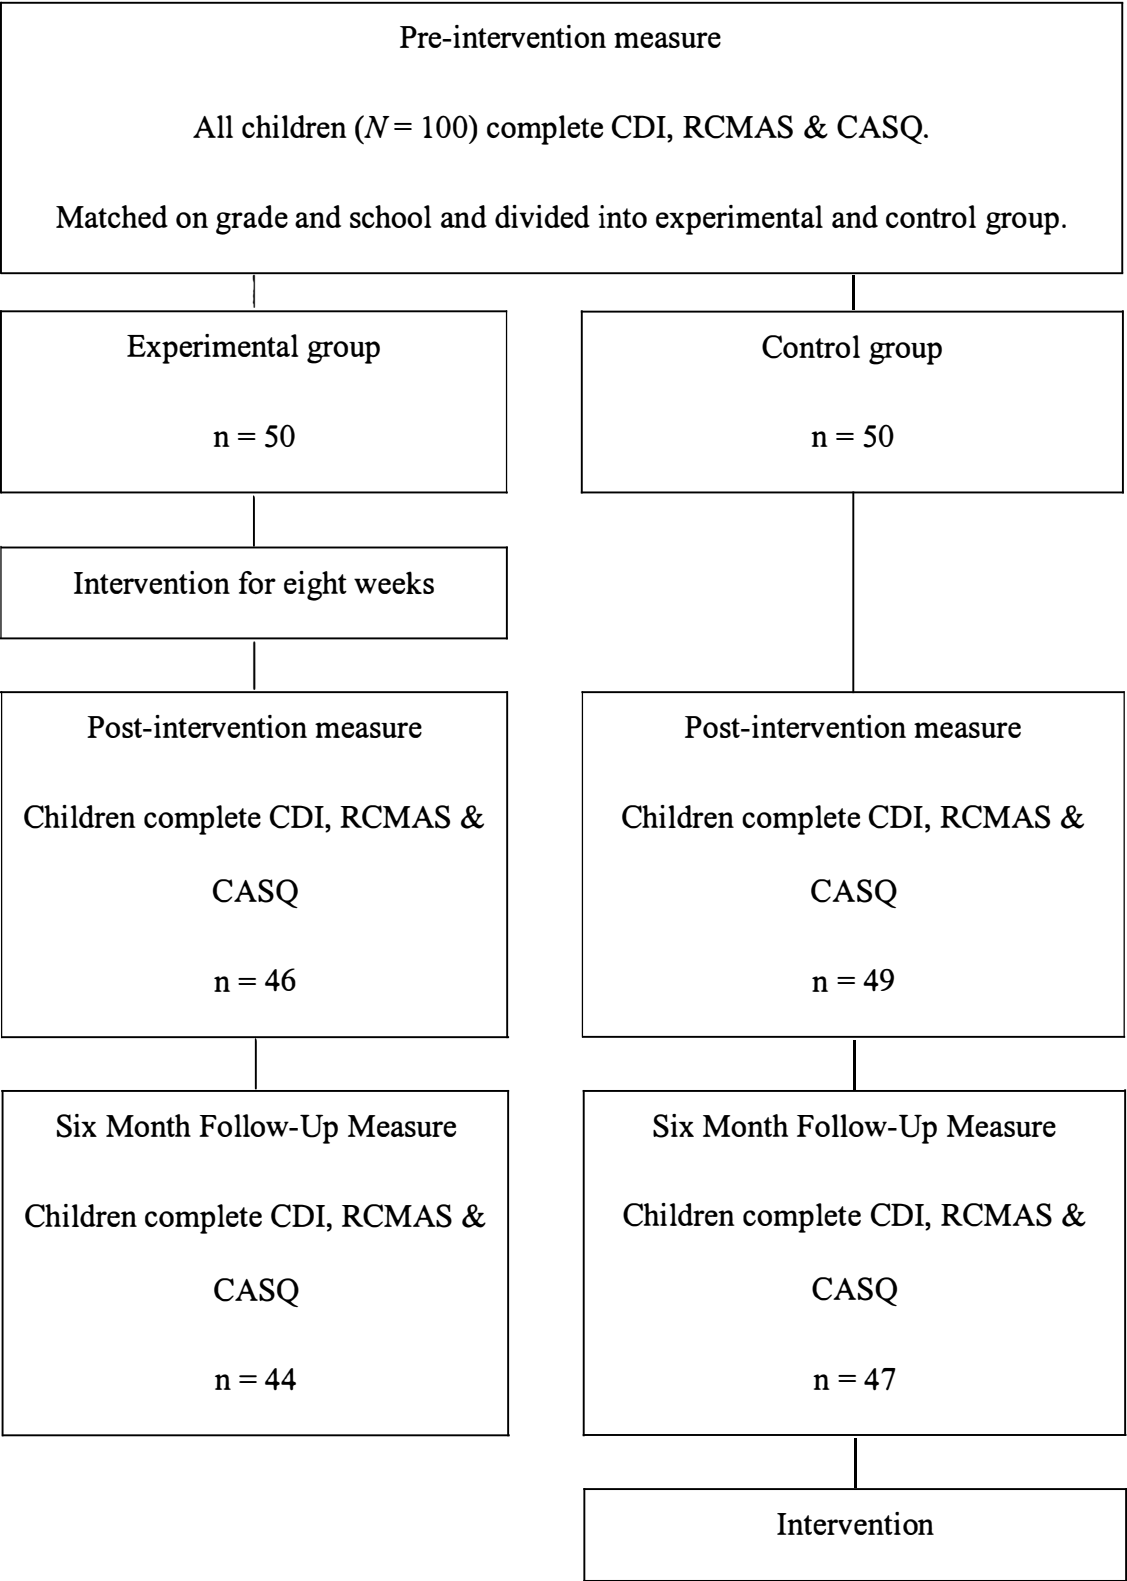 Pre-intervention measure
All children (N = 100) complete CDI, RCMAS & CASQ.
Matched on grade and school and divided into experimental and control group.
Experimental group
n = 50
Control group
n = 50
Intervention for eight weeks
Post-intervention measure
Children complete CDI, RCMAS &
CASQ
n = 46
Post-intervention measure
Children complete CDI, RCMAS &
CASQ
n = 49
Six Month Follow-Up Measure
Children complete CDI, RCMAS &
CASQ
n = 44
Six Month Follow-Up Measure
Children complete CDI, RCMAS &
CASQ
n = 47
Intervention